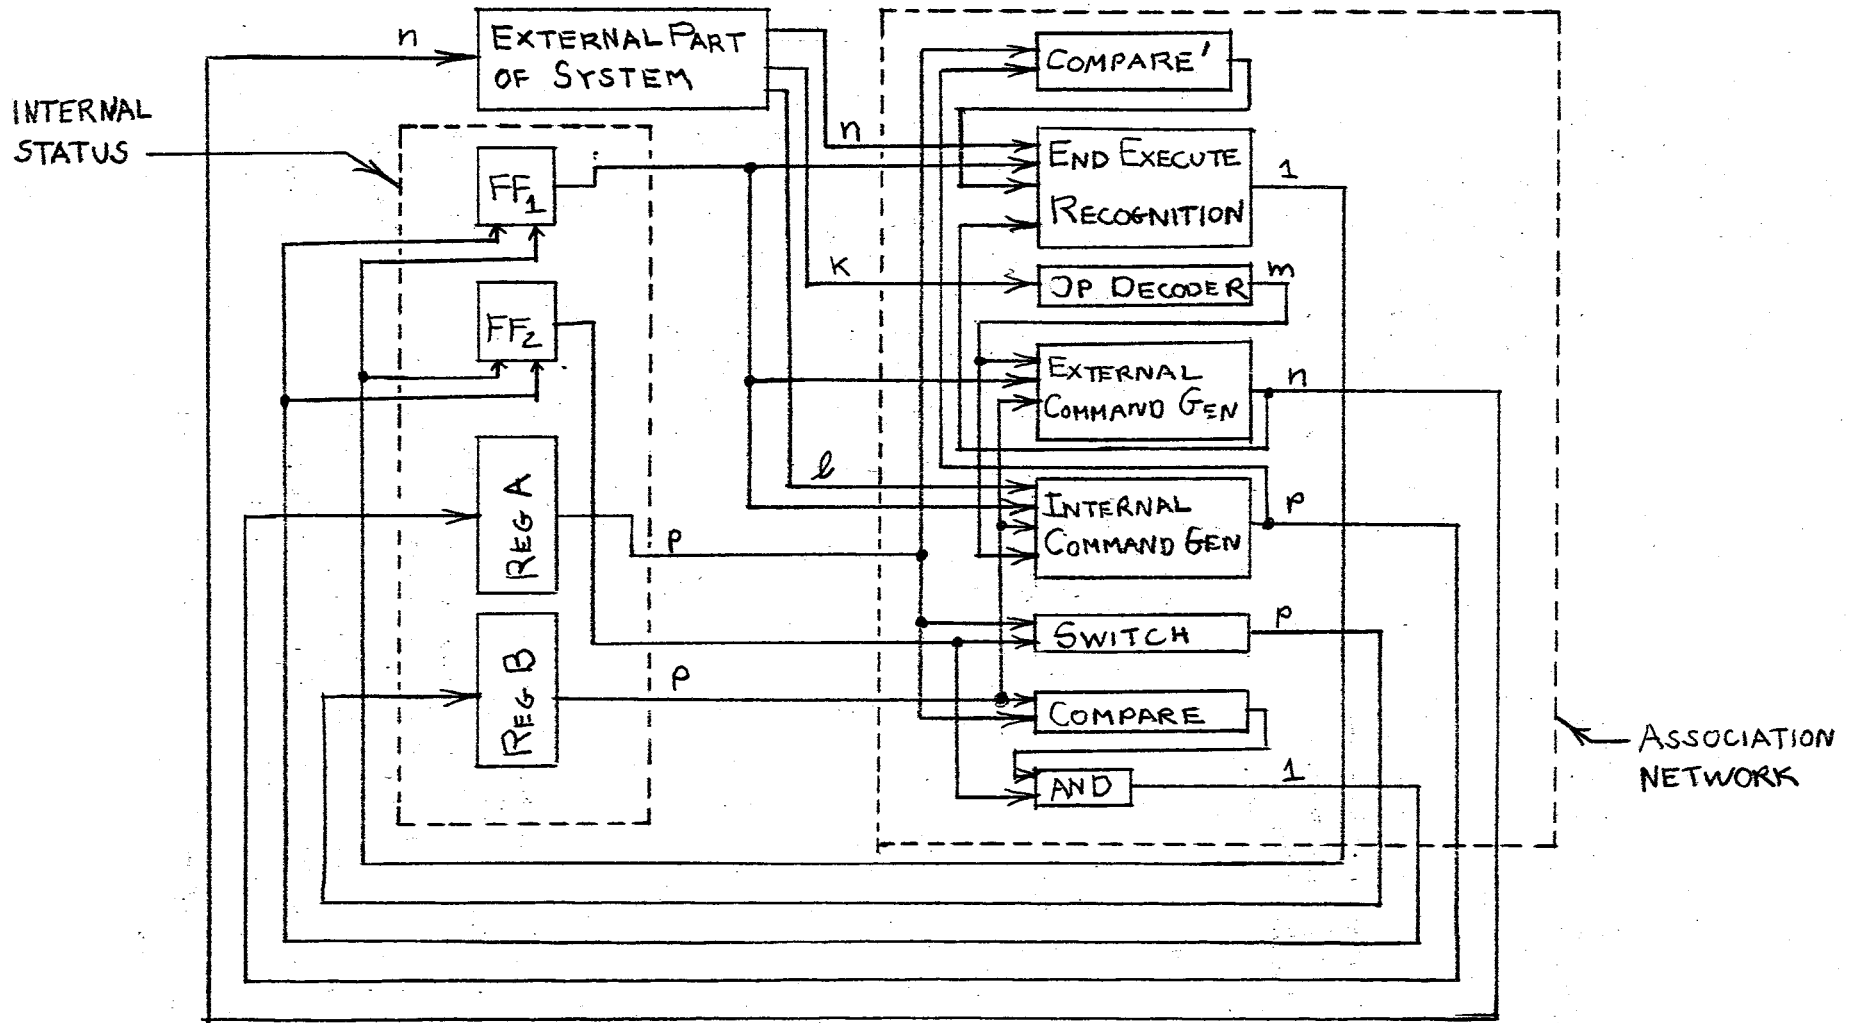 n
EXTERNAL PART
OF SYSTEM
COMPARE'
INTERNAL
STATUS
n
END EXECUTE
RECOGNITION
1
FF1
K
OP DECODER
m
FF2
EXTERNAL
COMMAND GEN
n
l
REG A
P
INTERNAL
COMMAND GEN
P
SWITCH
P
REG B
P
COMPARE
AND
1
ASSOCIATION
NETWORK